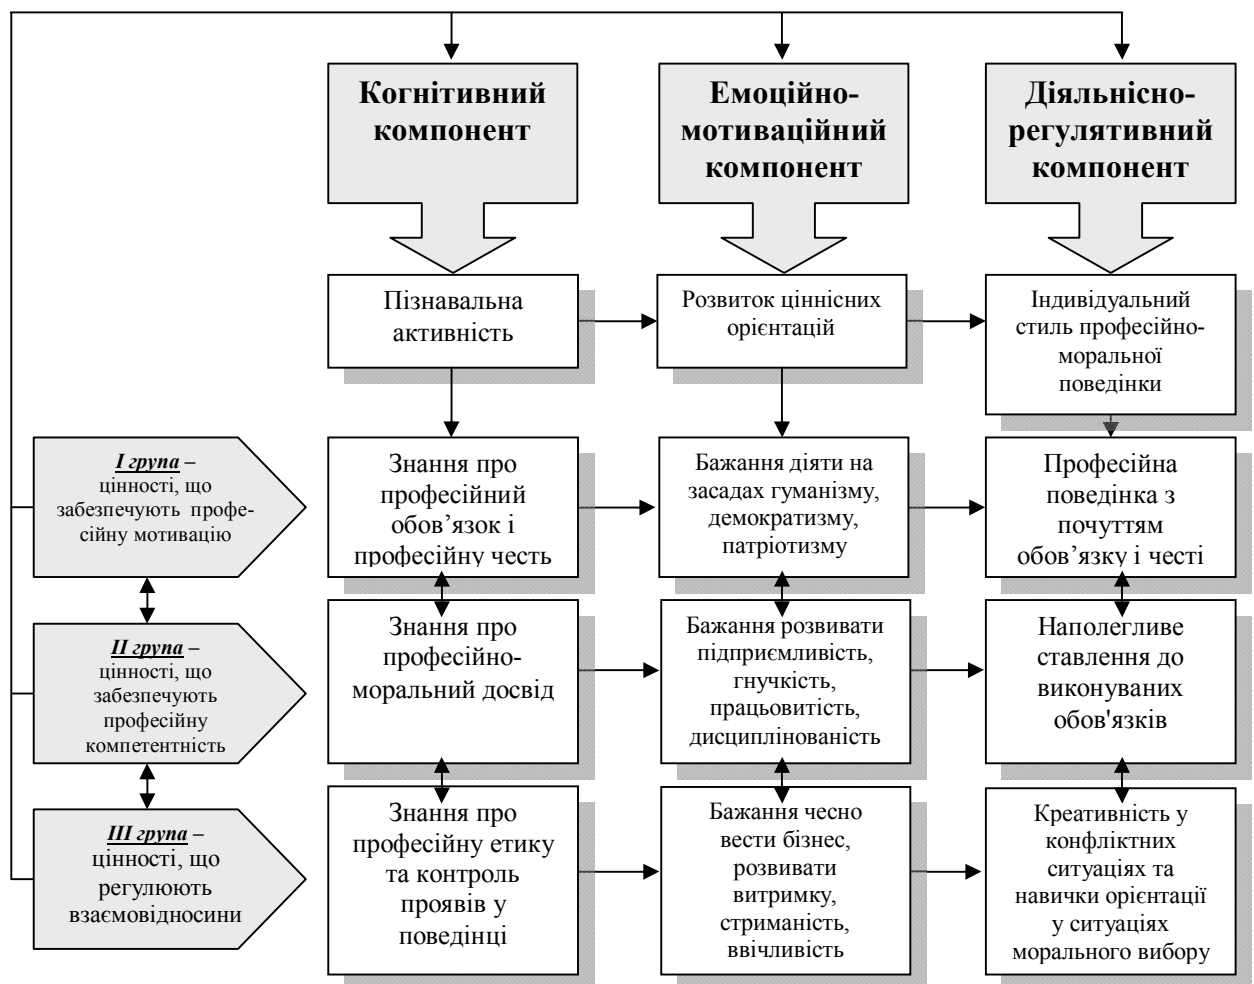 Когнітивний
компонент
Емоційно-
мотиваційний
компонент
Діяльнісно-
регулятивний
компонент
Пізнавальна
активність
Розвиток ціннісних
орієнтацій
Індивідуальний
стиль професійно-
моральної
поведінки
І група –
цінності, що
забезпечують профе-
сійну мотивацію
Знання про
професійний
обов’язок і
професійну честь
Бажання діяти на
засадах гуманізму,
демократизму,
патріотизму
Професійна
поведінка з
почуттям
обов’язку і честі
ІІ група –
цінності, що
забезпечують
професійну
компетентність
Знання про
професійно-
моральний досвід
Бажання розвивати
підприємливість,
гнучкість,
працьовитість,
дисциплінованість
Наполегливе
ставлення до
виконуваних
обов'язків
ІІІ група –
цінності, що
регулюють
взаємовідносини
Знання про
професійну етику
та контроль
проявів у
поведінці
Бажання чесно
вести бізнес,
розвивати
витримку,
стриманість,
ввічливість
Креативність у
конфліктних
ситуаціях та
навички орієнтації
у ситуаціях
морального вибору